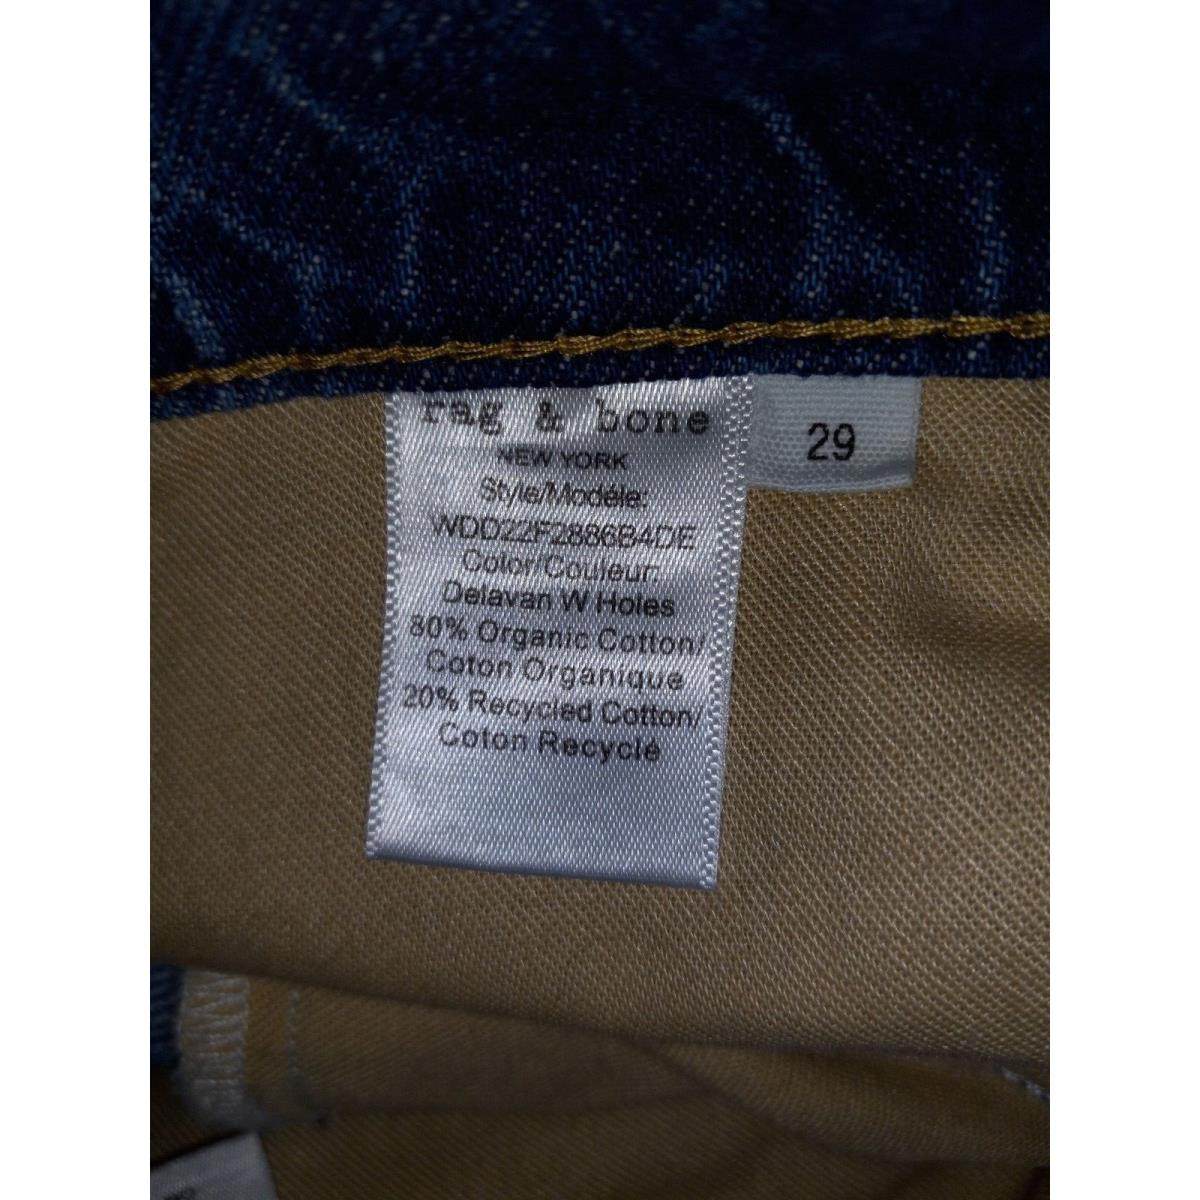 rag & bone
NEW YORK
29
Style/Modéle:
WDD22F2886B4DE
Color/Couleur:
Delavan W Holes
80% Organic Cotton/
Coton Organique
20% Recycled Cotton/
Coton Recyclé